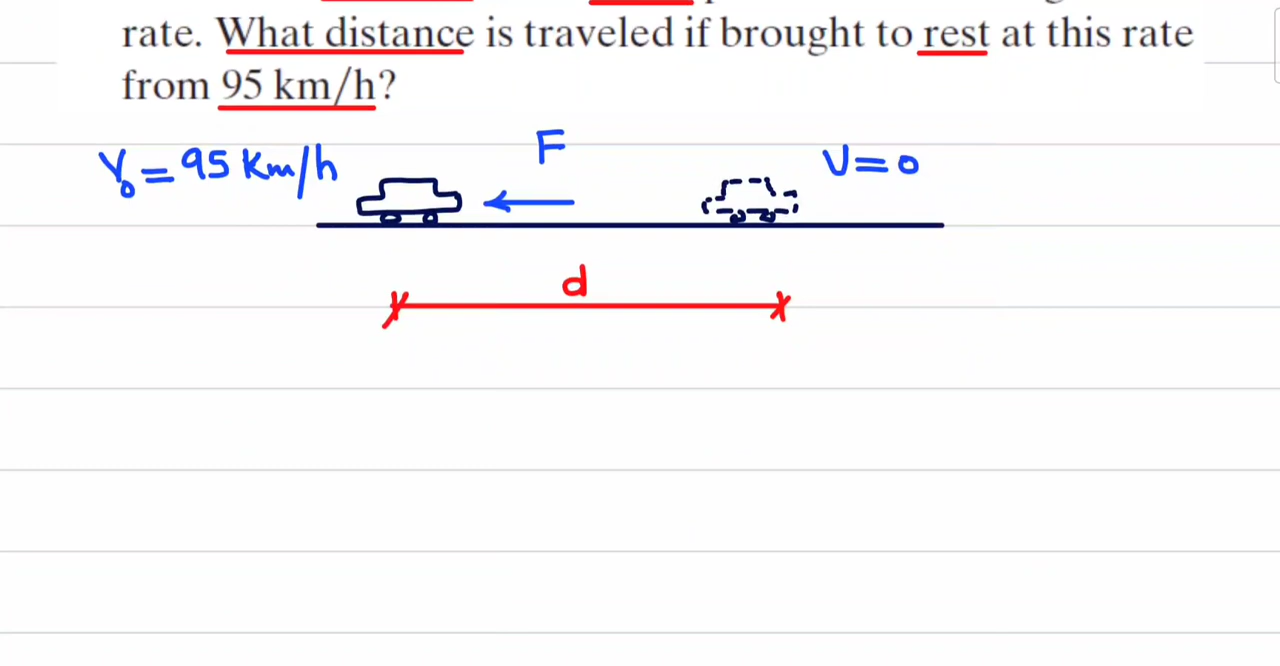 rate. What distance is traveled if brought to rest at this rate
from 95 km/h?
V₀ = 95 km/h
F
V = 0
d